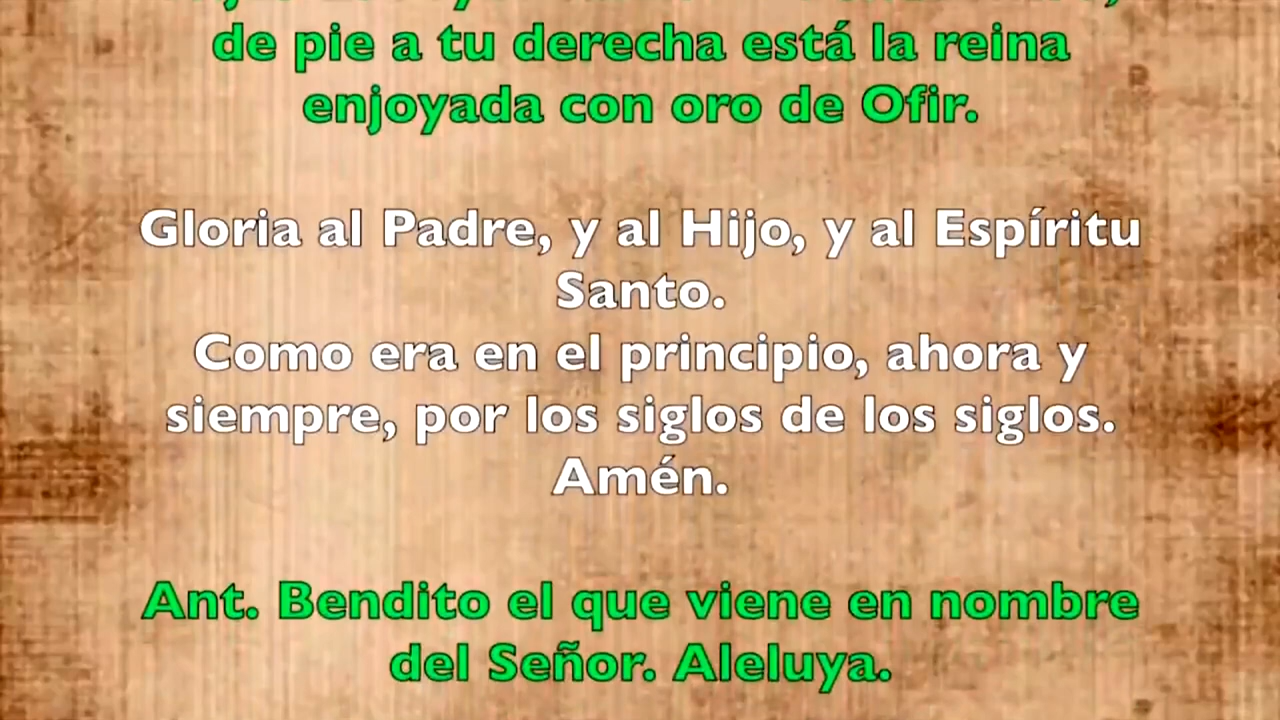 de pie a tu derecha está la reina
enjoyada con oro de Ofir.
Gloria al Padre, y al Hijo, y al Espíritu
Santo.
Como era en el principio, ahora y
siempre, por los siglos de los siglos.
Amén.
Ant. Bendito el que viene en nombre
del Señor. Aleluya.